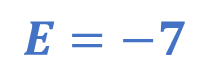 E = −7